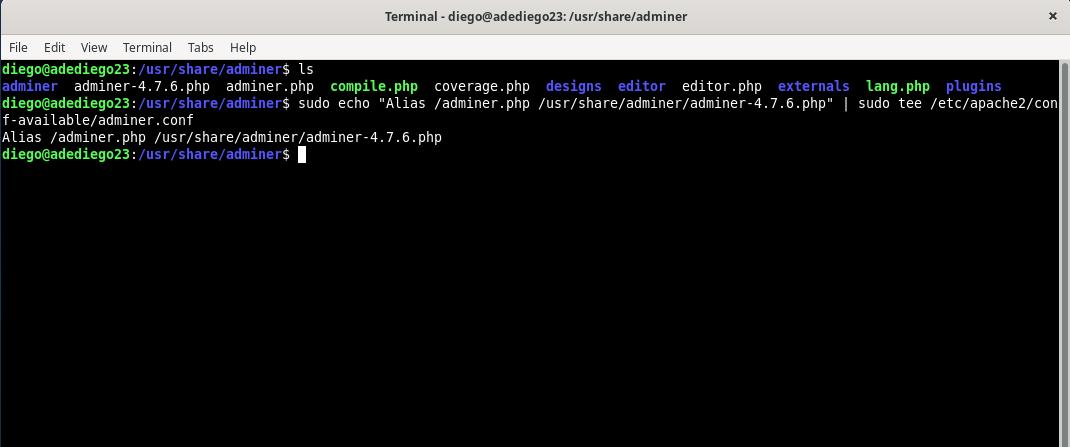 Terminal - diego@adediego23: /usr/share/adminer
File Edit View Terminal Tabs Help
diego@adediego23:/usr/share/adminer$ ls
adminer adminer-4.7.6.php adminer.php compile.php coverage.php designs editor editor.php externals lang.php plugins
diego@adediego23:/usr/share/adminer$ sudo echo "Alias /adminer.php /usr/share/adminer/adminer-4.7.6.php" | sudo tee /etc/apache2/con
f-available/adminer.conf
Alias /adminer.php /usr/share/adminer/adminer-4.7.6.php
diego@adediego23:/usr/share/adminer$